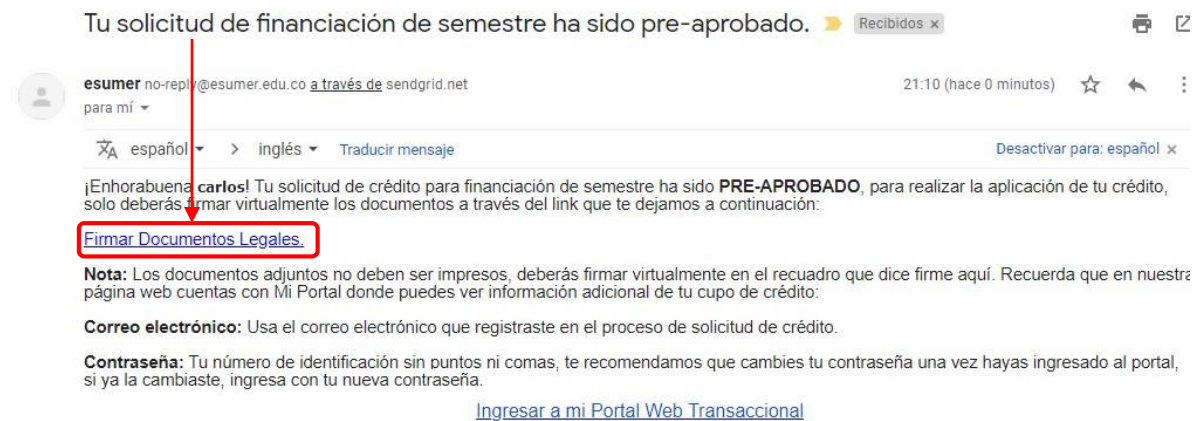 Tu solicitud de financiación de semestre ha sido pre-aprobado. Recibidos x
esumer no-reply@esumer.edu.co a través de sendgrid.net 21:10 (hace 0 minutos)
para mí
español > inglés Traducir mensaje Desactivar para: español x
¡Enhorabuena carlos! Tu solicitud de crédito para financiación de semestre ha sido PRE-APROBADO, para realizar la aplicación de tu crédito,
solo deberás firmar virtualmente los documentos a través del link que te dejamos a continuación:
Firmar Documentos Legales.
Nota: Los documentos adjuntos no deben ser impresos, deberás firmar virtualmente en el recuadro que dice firme aquí. Recuerda que en nuestra
página web cuentas con Mi Portal donde puedes ver información adicional de tu cupo de crédito:
Correo electrónico: Usa el correo electrónico que registraste en el proceso de solicitud de crédito.
Contraseña: Tu número de identificación sin puntos ni comas, te recomendamos que cambies tu contraseña una vez hayas ingresado al portal,
si ya la cambiaste, ingresa con tu nueva contraseña.
Ingresar a mi Portal Web Transaccional